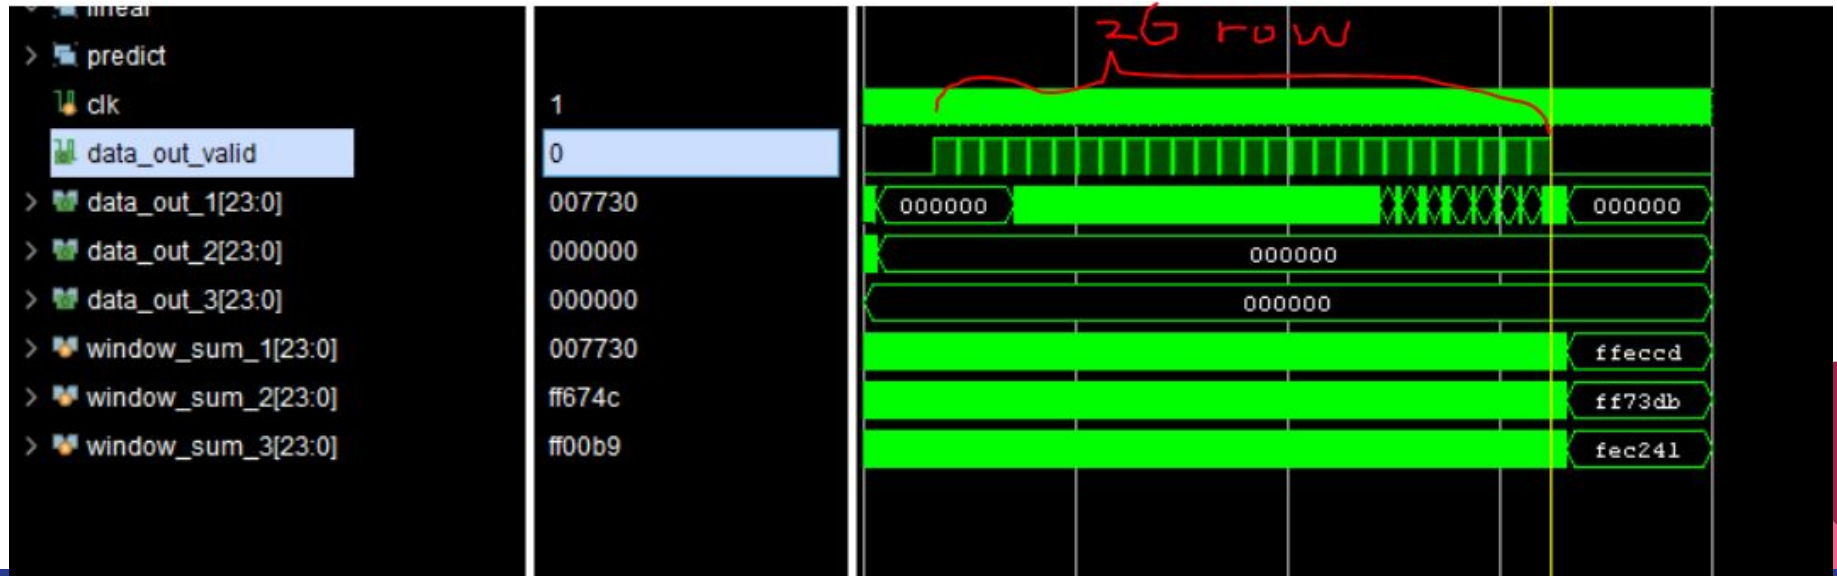 linear
26 row
predict
clk 1
data_out_valid 0
data_out_1[23:0] 007730 000000 000000
data_out_2[23:0] 000000 000000
data_out_3[23:0] 000000 000000
window_sum_1[23:0] 007730 ffeccd
window_sum_2[23:0] ff674c ff73db
window_sum_3[23:0] ff00b9 fec241